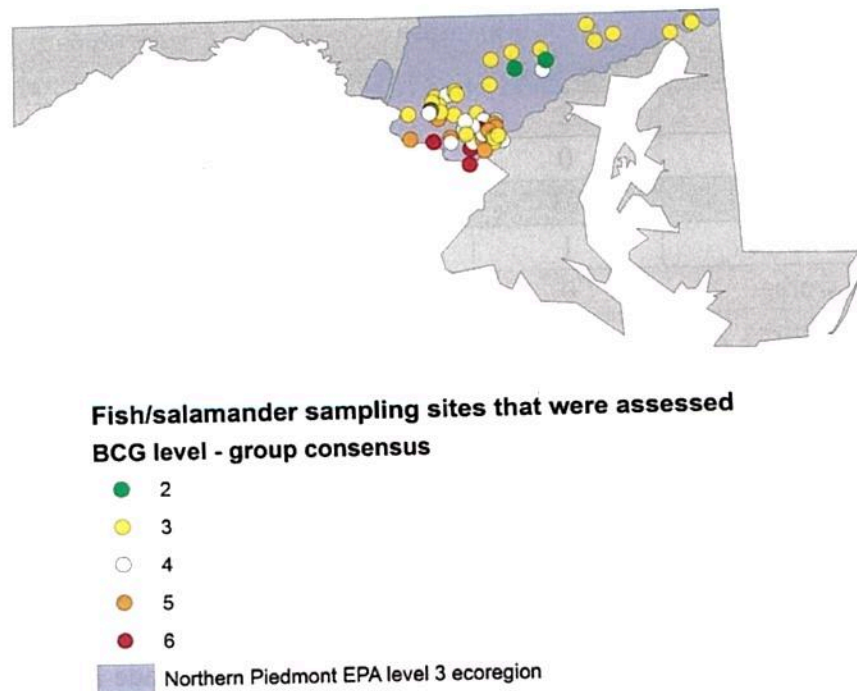 Fish/salamander sampling sites that were assessed
BCG level - group consensus
2
3
4
5
6
Northern Piedmont EPA level 3 ecoregion